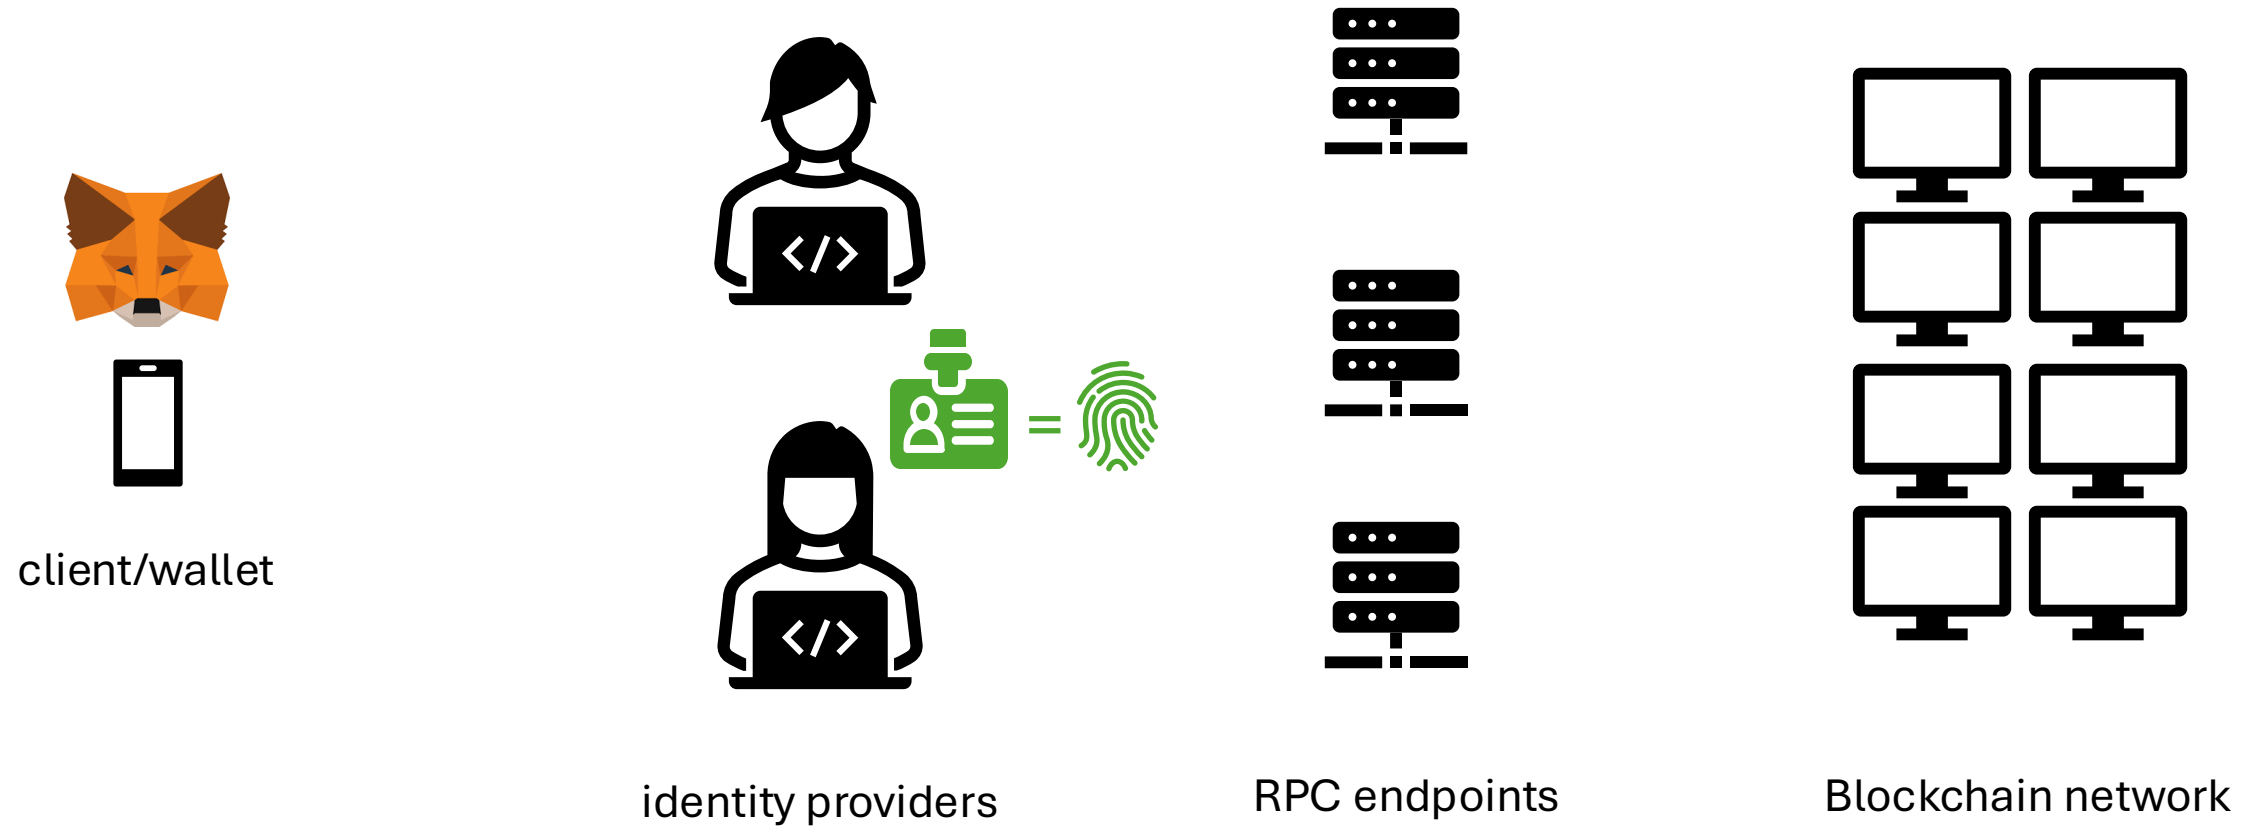 </>
=
</>
client/wallet
identity providers
RPC endpoints
Blockchain network